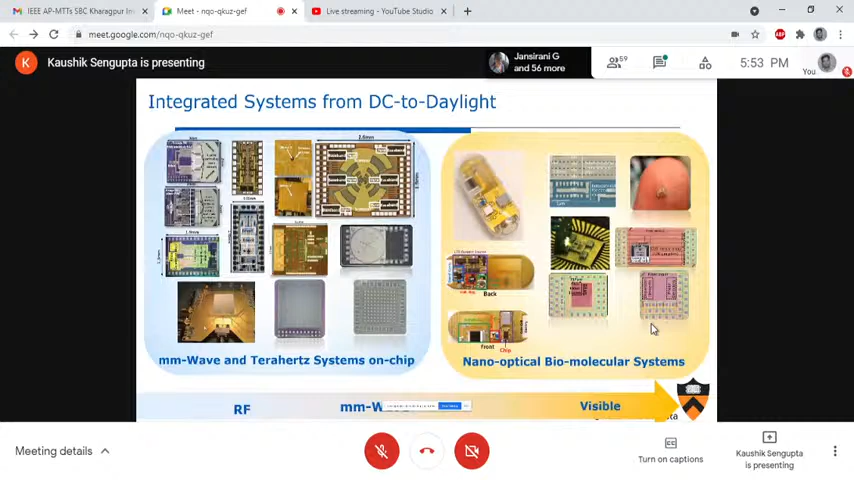 IEEE AP-MTTS SBC Kharagpur In
Meet - nqo-qkuz-gef
Live streaming - YouTube Studio
meet.google.com/nqo-qkuz-gef
ABP
K
Kaushik Sengupta is presenting
Jansirani G
and 56 more
59
5:53 PM
You
Integrated Systems from DC-to-Daylight
Back
Front
Chip
mm-Wave and Terahertz Systems on-chip
Nano-optical Bio-molecular Systems
RF
mm-W
Visible
Meeting details
Turn on captions
Kaushik Sengupta
is presenting